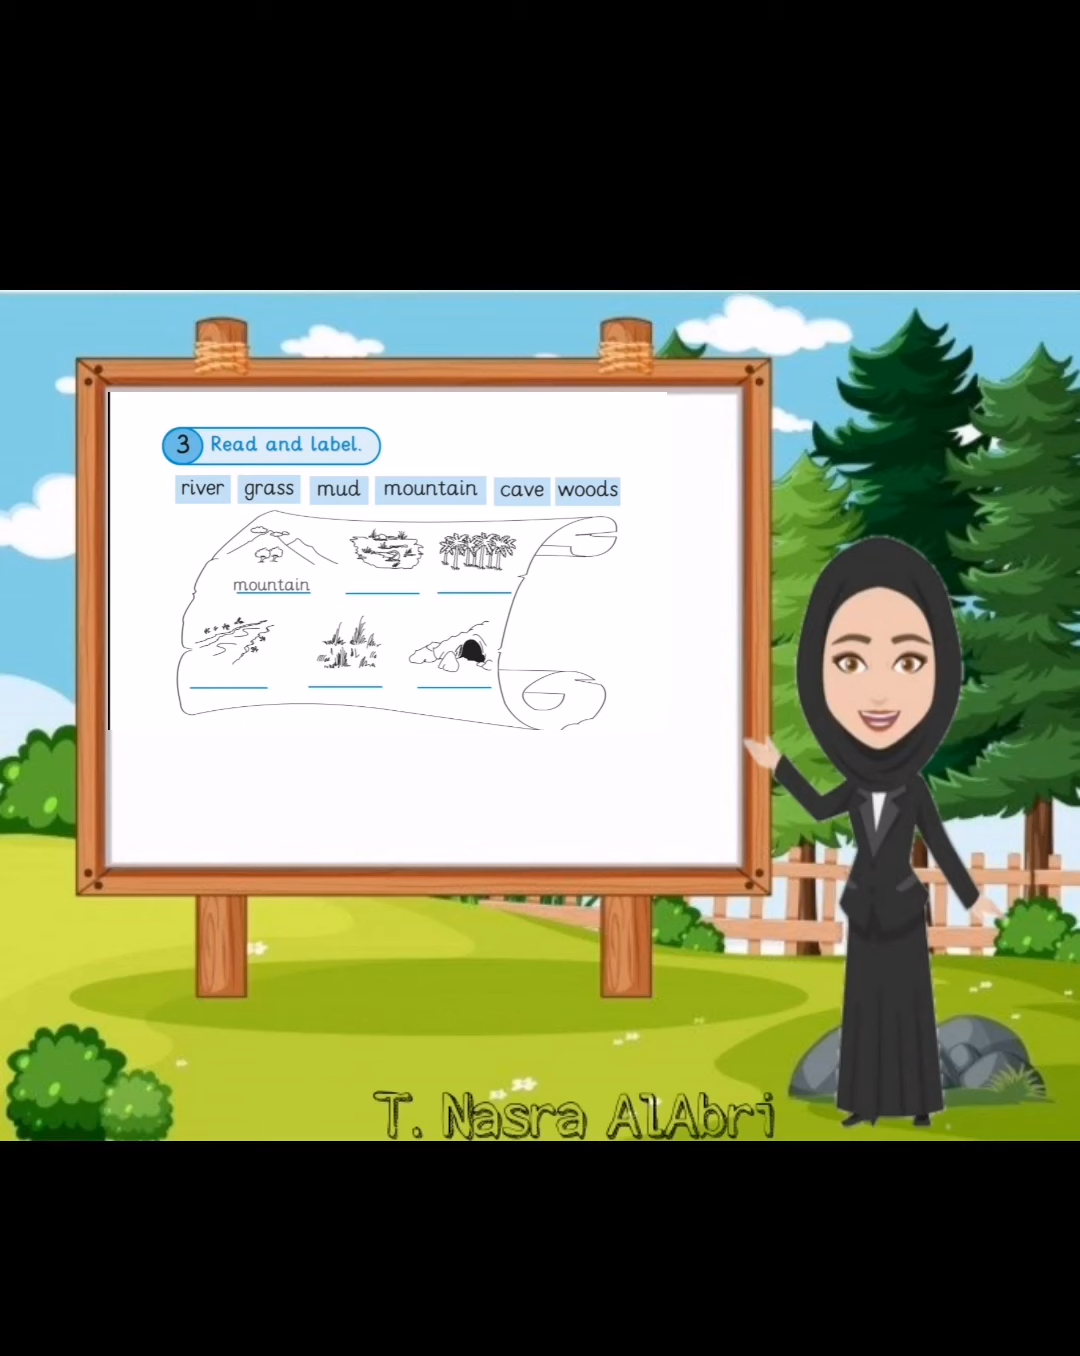 3 Read and label.
river grass mud mountain cave woods
mountain
T. Nasra AlAbri